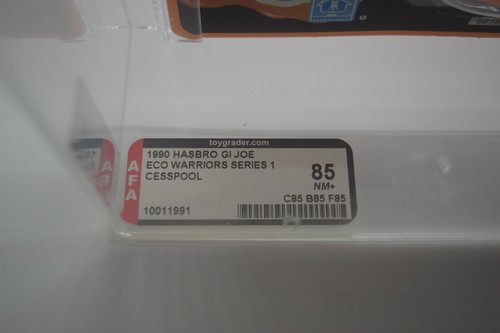 toygrader.com
AFA
1990 HASBRO GI JOE
ECO WARRIORS SERIES 1
CESSPOOL
85
NM+
C85 B85 F85
10011991